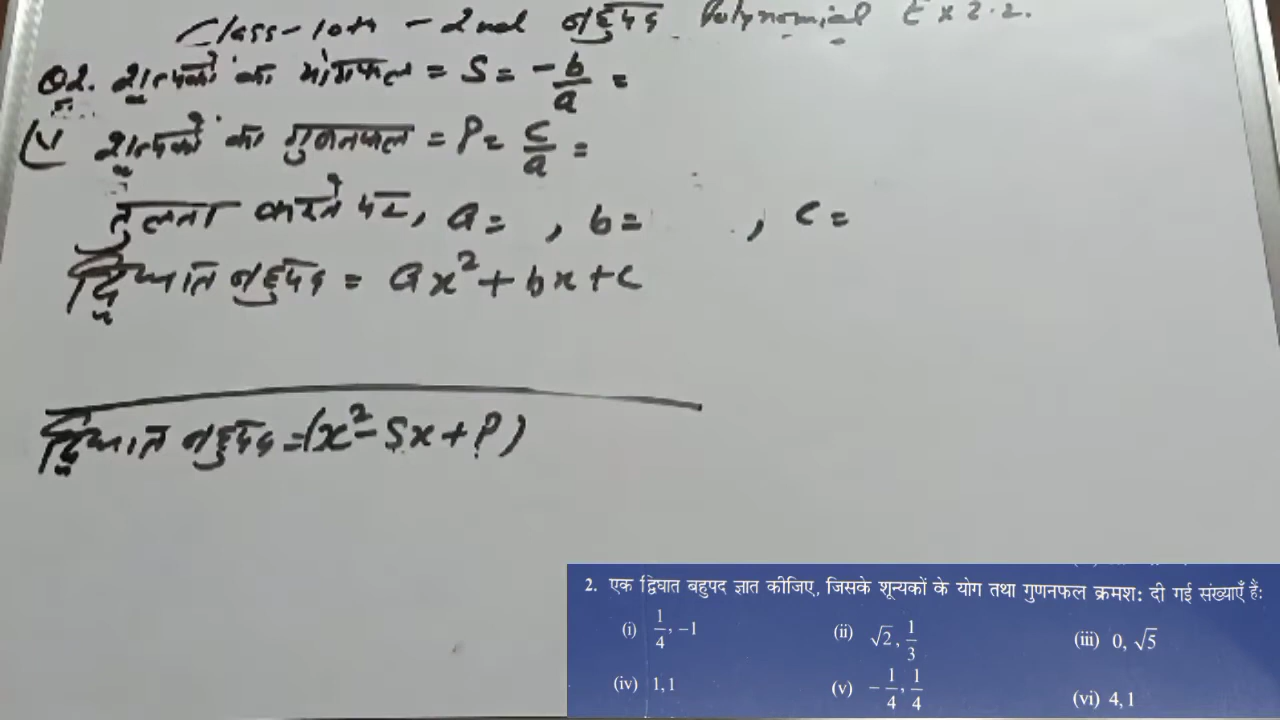 Class-10th - 2nd बहुपद Polynomial Ex 2.2.
Q2. शून्यकों का योगफल = S = -b/a =
(i) शून्यकों का गुणनफल = P = c/a =
तुलना करने पर, a = , b = , c =
द्विघात बहुपद = ax² + bx + c
द्विघात बहुपद = (x² - Sx + P)
2. एक द्विघात बहुपद ज्ञात कीजिए, जिसके शून्यकों के योग तथा गुणनफल क्रमश: दी गई संख्याएँ हैं:
(i) 1/4, -1 (ii) √2, 1/3 (iii) 0, √5
(iv) 1, 1 (v) -1/4, 1/4 (vi) 4, 1